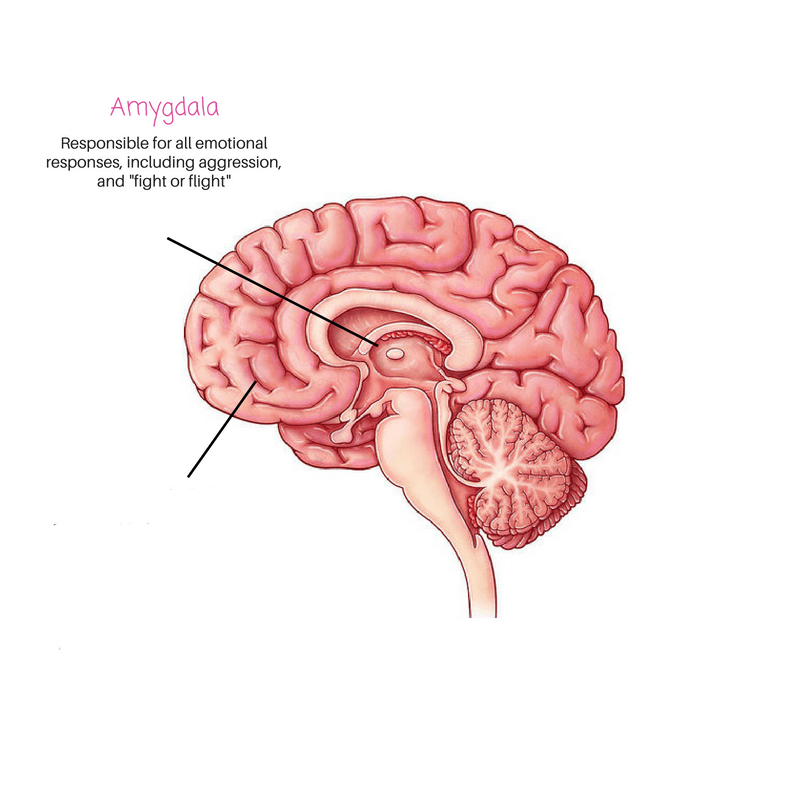 Amygdala
Responsible for all emotional
responses, including aggression,
and "fight or flight"